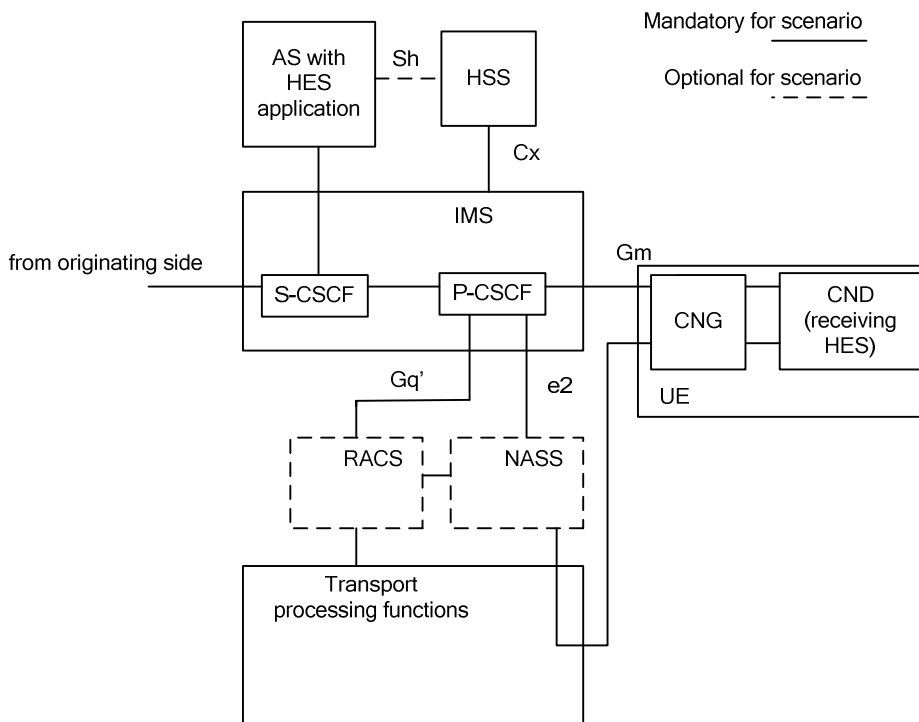 Mandatory for scenario
Optional for scenario
AS with
HES
application
Sh
HSS
Cx
IMS
from originating side
S-CSCF
P-CSCF
Gm
CNG
CND
(receiving
HES)
UE
Gq’
e2
RACS
NASS
Transport
processing functions